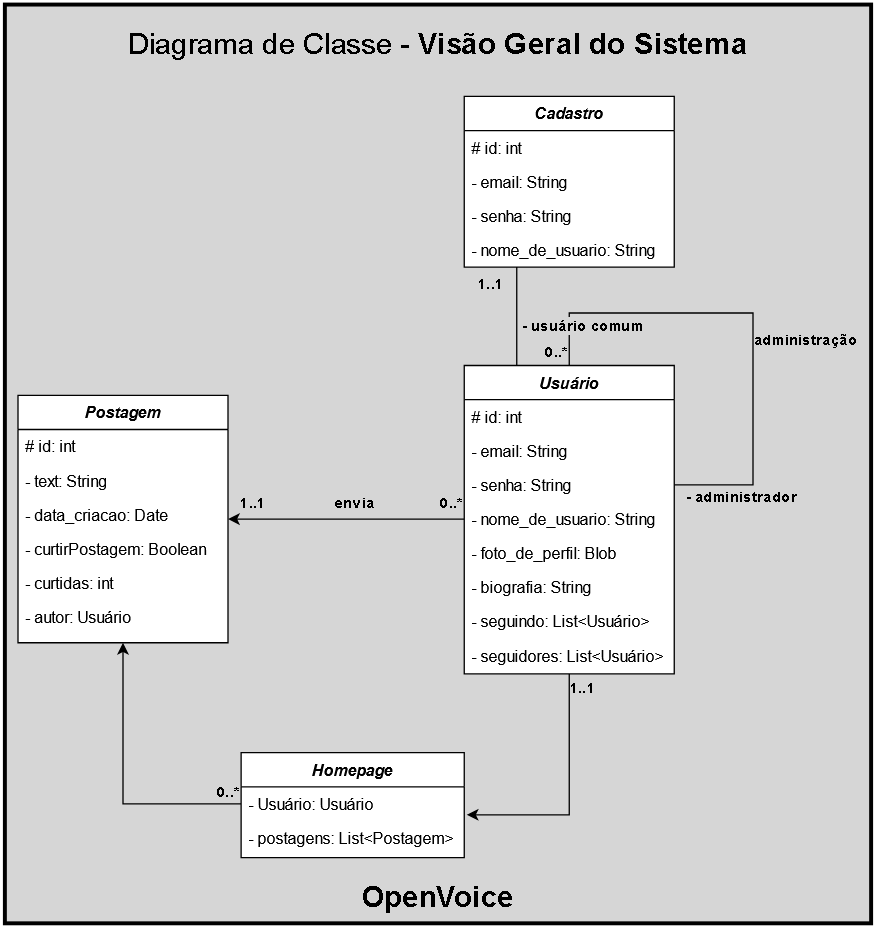 Diagrama de Classe - Visão Geral do Sistema
Cadastro
# id: int
- email: String
- senha: String
- nome_de_usuario: String
1..1
- usuário comum
0..*
administração
Usuário
# id: int
- email: String
- senha: String
- nome_de_usuario: String
- foto_de_perfil: Blob
- biografia: String
- seguindo: List<Usuário>
- seguidores: List<Usuário>
- administrador
Postagem
# id: int
- text: String
- data_criacao: Date
- curtirPostagem: Boolean
- curtidas: int
- autor: Usuário
1..1
envia
0..*
1..1
Homepage
- Usuário: Usuário
- postagens: List<Postagem>
0..*
OpenVoice